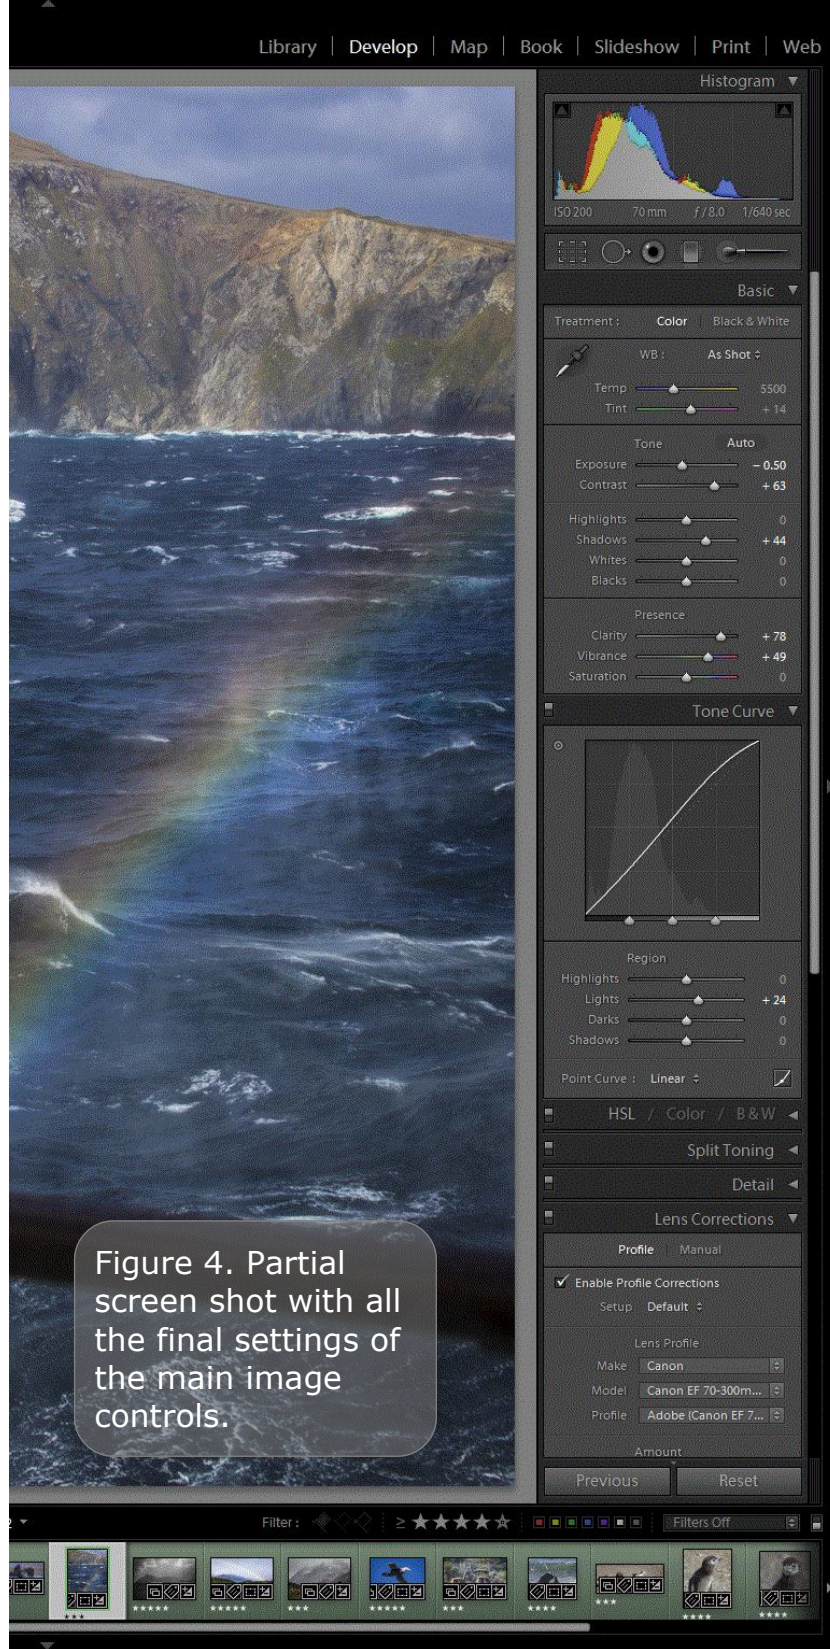 Library | Develop | Map | Book | Slideshow | Print | Web
Histogram
ISO 200 70 mm f / 8.0 1/640 sec
Basic
Treatment : Color | Black & White
WB : As Shot
Temp 5500
Tint + 14
Tone Auto
Exposure – 0.50
Contrast + 63
Highlights 0
Shadows + 44
Whites 0
Blacks 0
Presence
Clarity + 78
Vibrance + 49
Saturation 0
Tone Curve
Region
Highlights 0
Lights + 24
Darks 0
Shadows 0
Point Curve : Linear
HSL / Color / B & W
Split Toning
Detail
Lens Corrections
Profile | Manual
Enable Profile Corrections
Setup Default
Lens Profile
Make Canon
Model Canon EF 70-300m...
Profile Adobe (Canon EF 7...
Amount
Previous Reset
Figure 4. Partial
screen shot with all
the final settings of
the main image
controls.
Filter : ≥ Filters Off